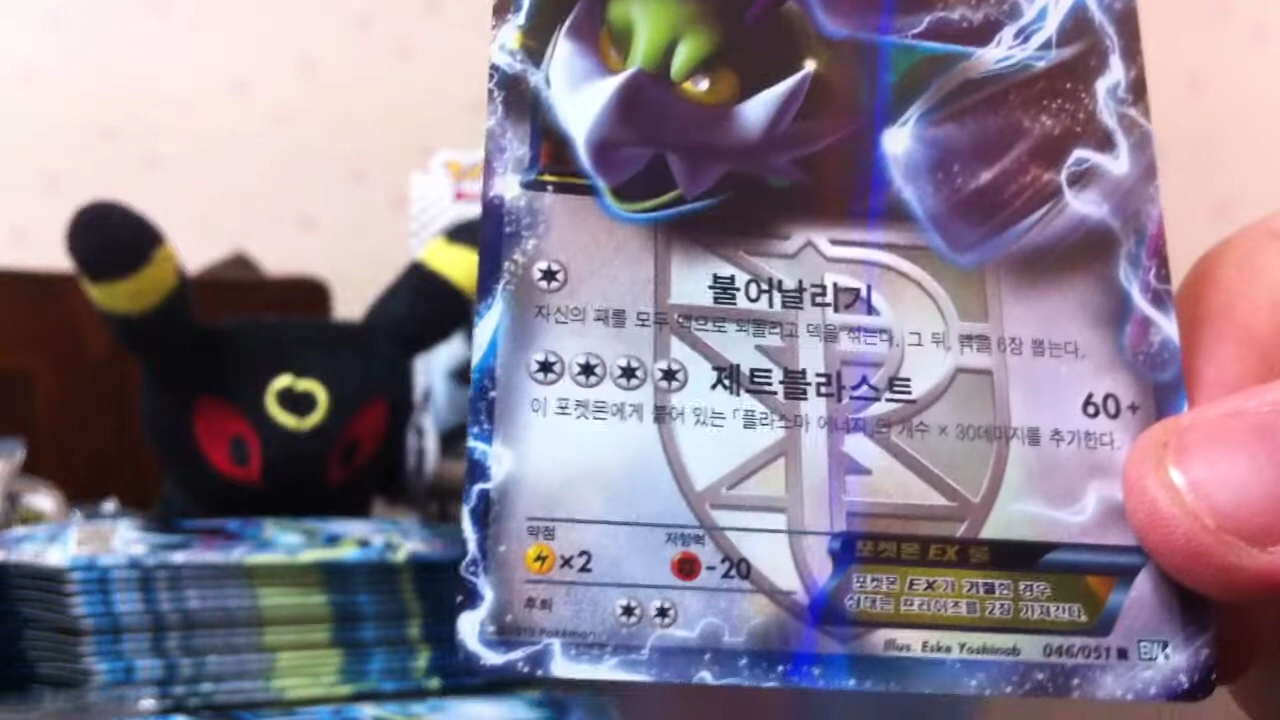 불어날리기
자신의 패를 모두 덱으로 되돌리고 덱을 섞는다. 그 뒤, 덱을 6장 뽑는다.
제트블라스트 60+
이 포켓몬에게 붙어 있는 「플라스마 에너지」의 개수 × 30데미지를 추가한다.
약점 저항력
×2 -20
포켓몬 EX 룰
포켓몬 EX가 기절한 경우
상대는 프라이즈를 2장 가져간다.
후퇴
Pokémon
Illus. Eske Yoshinob 046/051 R BW